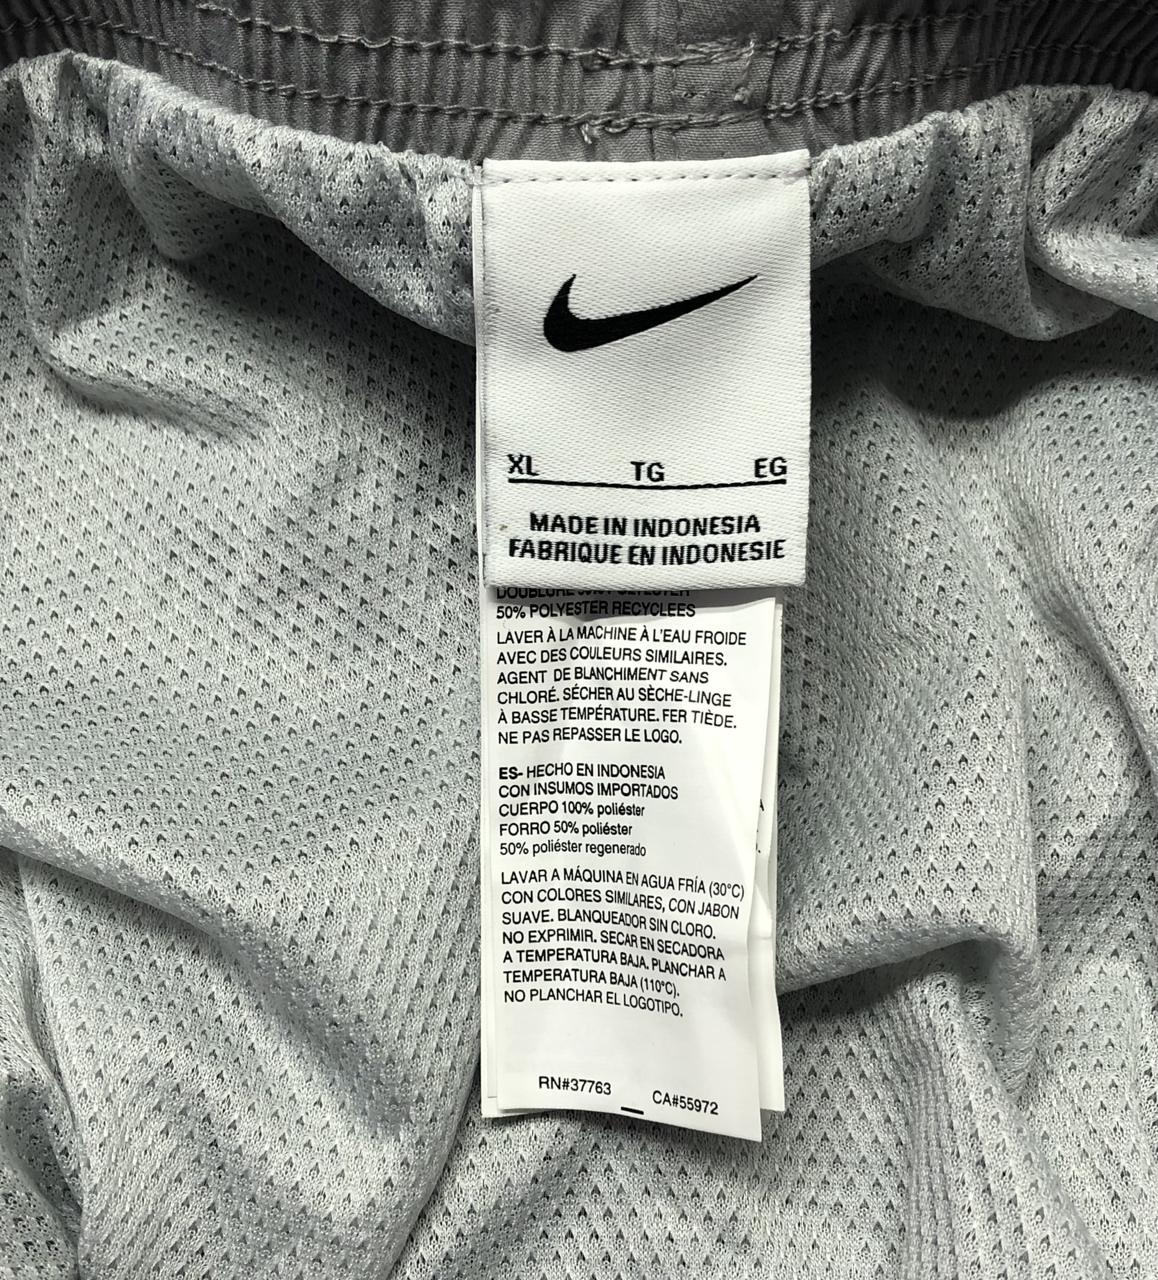 XL TG EG
MADE IN INDONESIA
FABRIQUE EN INDONESIE
DOUBLURE 50% POLYESTER
50% POLYESTER RECYCLEES
LAVER À LA MACHINE À L'EAU FROIDE
AVEC DES COULEURS SIMILAIRES.
AGENT DE BLANCHIMENT SANS
CHLORÉ. SÉCHER AU SÈCHE-LINGE
À BASSE TEMPÉRATURE. FER TIÈDE.
NE PAS REPASSER LE LOGO.
ES- HECHO EN INDONESIA
CON INSUMOS IMPORTADOS
CUERPO 100% poliéster
FORRO 50% poliéster
50% poliéster regenerado
LAVAR A MÁQUINA EN AGUA FRÍA (30°C)
CON COLORES SIMILARES, CON JABON
SUAVE. BLANQUEADOR SIN CLORO.
NO EXPRIMIR. SECAR EN SECADORA
A TEMPERATURA BAJA. PLANCHAR A
TEMPERATURA BAJA (110°C).
NO PLANCHAR EL LOGOTIPO.
RN#37763 CA#55972